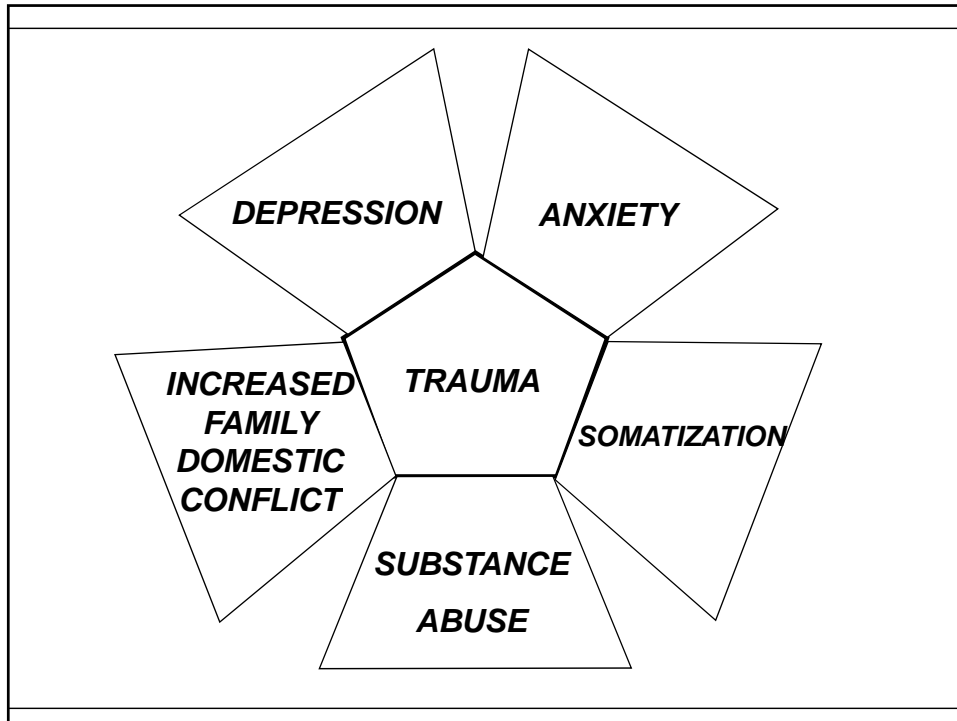 DEPRESSION
ANXIETY
INCREASED
FAMILY
DOMESTIC
CONFLICT
TRAUMA
SOMATIZATION
SUBSTANCE
ABUSE